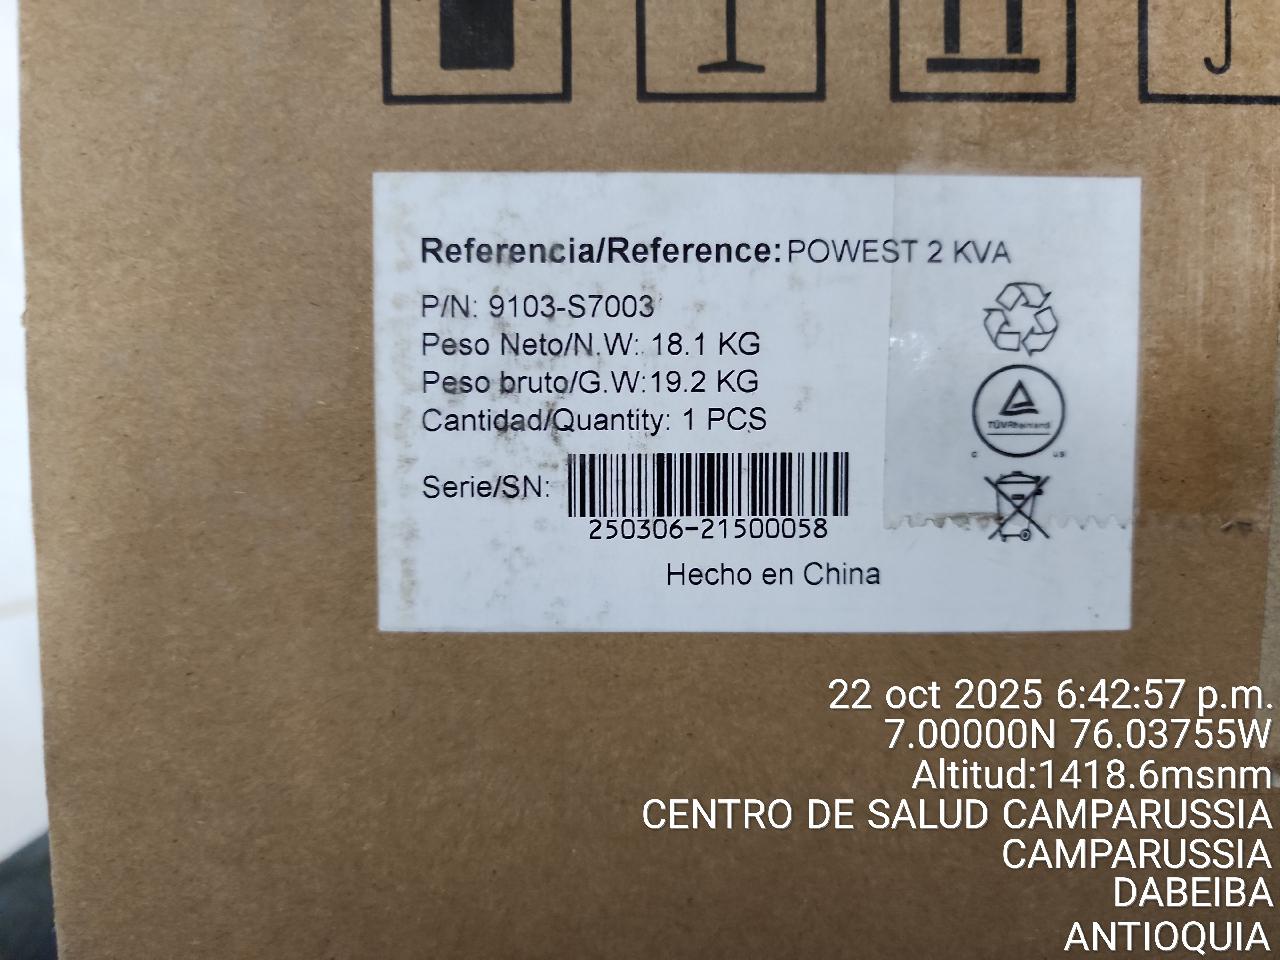 Referencia/Reference: POWEST 2 KVA
P/N: 9103-S7003
Peso Neto/N.W: 18.1 KG
Peso bruto/G.W:19.2 KG
Cantidad/Quantity: 1 PCS
TÜVRheinland
C US
Serie/SN:
250306-21500058
Hecho en China
22 oct 2025 6:42:57 p.m.
7.00000N 76.03755W
Altitud:1418.6msnm
CENTRO DE SALUD CAMPARUSSIA
CAMPARUSSIA
DABEIBA
ANTIOQUIA